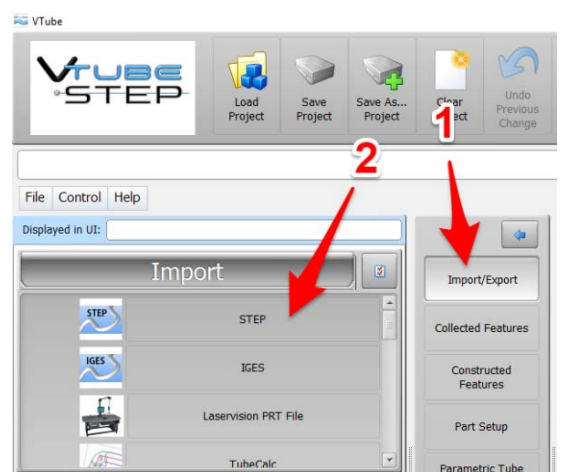 VTube
VTUBE
STEP
Load
Project
Save
Project
Save As...
Project
Undo
Previous
Change
1
2
File Control Help
Displayed in UI:
Import
Import/Export
STEP
STEP
Collected Features
IGES
IGES
Constructed
Features
Laservision PRT File
Part Setup
TubeCalc
Parametric Tube